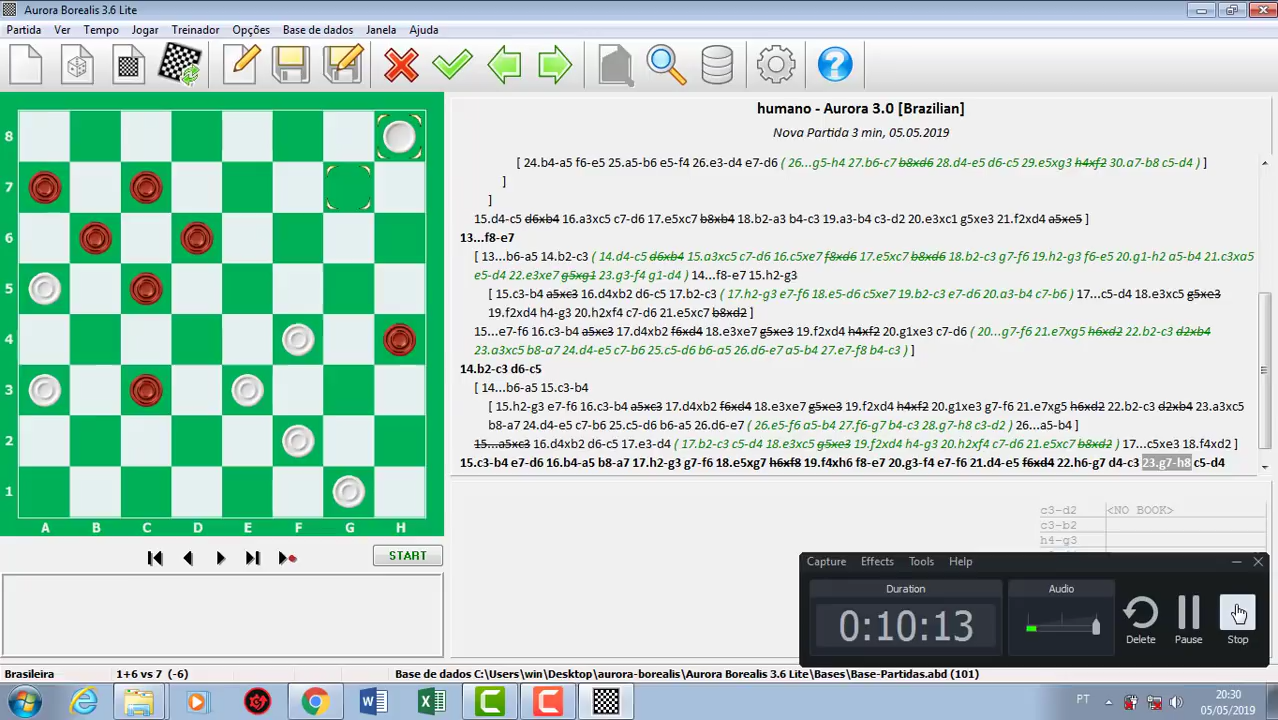 Aurora Borealis 3.6 Lite
Partida Ver Tempo Jogar Treinador Opções Base de dados Janela Ajuda
humano - Aurora 3.0 [Brazilian]
Nova Partida 3 min, 05.05.2019
[ 24.b4-a5 f6-e5 25.a5-b6 e5-f4 26.e3-d4 e7-d6 ( 26...g5-h4 27.b6-c7 b8xd6 28.d4-e5 d6-c5 29.e5xg3 h4xf2 30.a7-b8 c5-d4 ) ]
]
]
15.d4-c5 d6xb4 16.a3xc5 c7-d6 17.e5xc7 b8xb4 18.b2-a3 b4-c3 19.a3-b4 c3-d2 20.e3xc1 g5xe3 21.f2xd4 a5xe5 ]
13...f8-e7
[ 13...b6-a5 14.b2-c3 ( 14.d4-c5 d6xb4 15.a3xc5 c7-d6 16.c5xe7 f8xd6 17.e5xc7 b8xd6 18.b2-c3 g7-f6 19.h2-g3 f6-e5 20.g1-h2 a5-b4 21.c3xa5
e5-d4 22.e3xe7 g5xg1 23.g3-f4 g1-d4 ) 14...f8-e7 15.h2-g3
[ 15.c3-b4 a5xc3 16.d4xb2 d6-c5 17.b2-c3 ( 17.h2-g3 e7-f6 18.e5-d6 c5xe7 19.b2-c3 e7-d6 20.a3-b4 c7-b6 ) 17...c5-d4 18.e3xc5 g5xe3
19.f2xd4 h4-g3 20.h2xf4 c7-d6 21.e5xc7 b8xd2 ]
15...e7-f6 16.c3-b4 a5xc3 17.d4xb2 f6xd4 18.e3xe7 g5xe3 19.f2xd4 h4xf2 20.g1xe3 c7-d6 ( 20...g7-f6 21.e7xg5 h6xd2 22.b2-c3 d2xb4
23.a3xc5 b8-a7 24.d4-e5 c7-b6 25.c5-d6 b6-a5 26.d6-e7 a5-b4 27.e7-f8 b4-c3 ) ]
14.b2-c3 d6-c5
[ 14...b6-a5 15.c3-b4
[ 15.h2-g3 e7-f6 16.c3-b4 a5xc3 17.d4xb2 f6xd4 18.e3xe7 g5xe3 19.f2xd4 h4xf2 20.g1xe3 g7-f6 21.e7xg5 h6xd2 22.b2-c3 d2xb4 23.a3xc5
b8-a7 24.d4-e5 c7-b6 25.c5-d6 b6-c5 ( 26.e5-f6 a7-b6 27.f6-g7 b4-c3 28.g7-h8 c3-d2 ) 26...a5-b4 ]
15...a5xc3 16.d4xb2 d6-c5 17.e3-d4 ( 17.b2-c3 c5-d4 18.e3xc5 g5xe3 19.f2xd4 h4-g3 20.h2xf4 c7-d6 21.e5xc7 b8xd2 ) 17...c5xe3 18.f4xd2 ]
15.c3-b4 e7-d6 16.b4-a5 b8-a7 17.h2-g3 g7-f6 18.e5xg7 h6xf8 19.f4xh6 f8-e7 20.g3-f4 e7-f6 21.d4-e5 f6xd4 22.h6-g7 d4-c3 23.g7-h8 c5-d4
8
7
6
5
4
3
2
1
A B C D E F G H
START
c3-d2 <NO BOOK>
c3-b2
h4-g3
Capture Effects Tools Help
Duration Audio
0:10:13
Delete Pause Stop
Brasileira 1+6 vs 7 (-6) Base de dados C:\Users\win\Desktop\aurora-borealis\Aurora Borealis 3.6 Lite\Bases\Base-Partidas.abd (101)
PT 20:30
05/05/2019